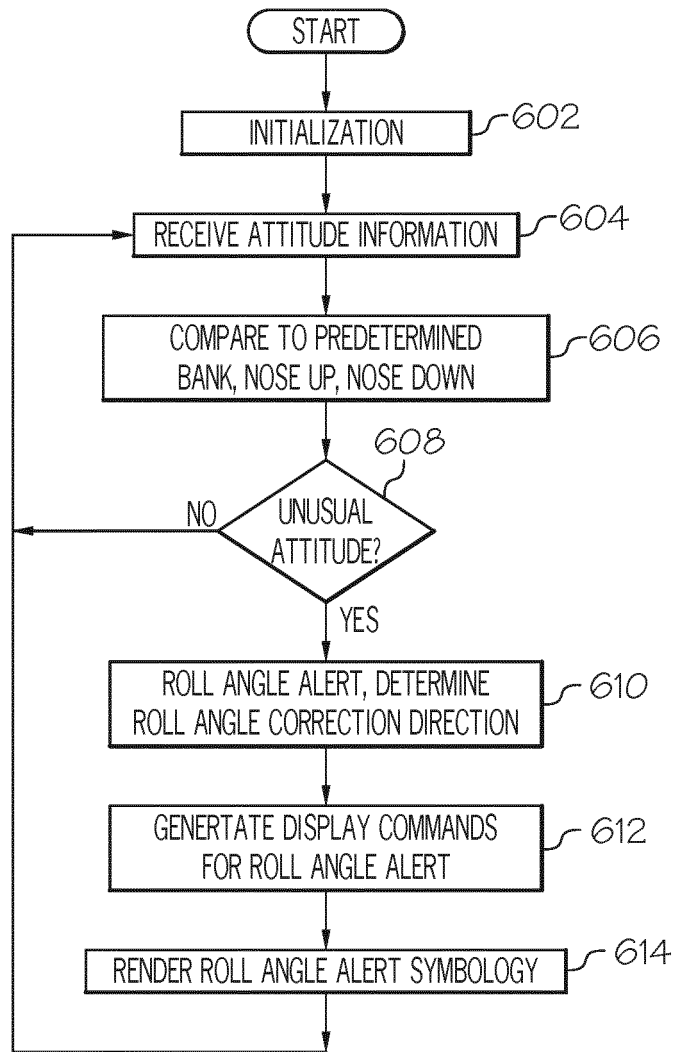 START
INITIALIZATION
602
RECEIVE ATTITUDE INFORMATION
604
COMPARE TO PREDETERMINED
BANK, NOSE UP, NOSE DOWN
606
608
NO
UNUSUAL
ATTITUDE?
YES
ROLL ANGLE ALERT, DETERMINE
ROLL ANGLE CORRECTION DIRECTION
610
GENERTATE DISPLAY COMMANDS
FOR ROLL ANGLE ALERT
612
RENDER ROLL ANGLE ALERT SYMBOLOGY
614